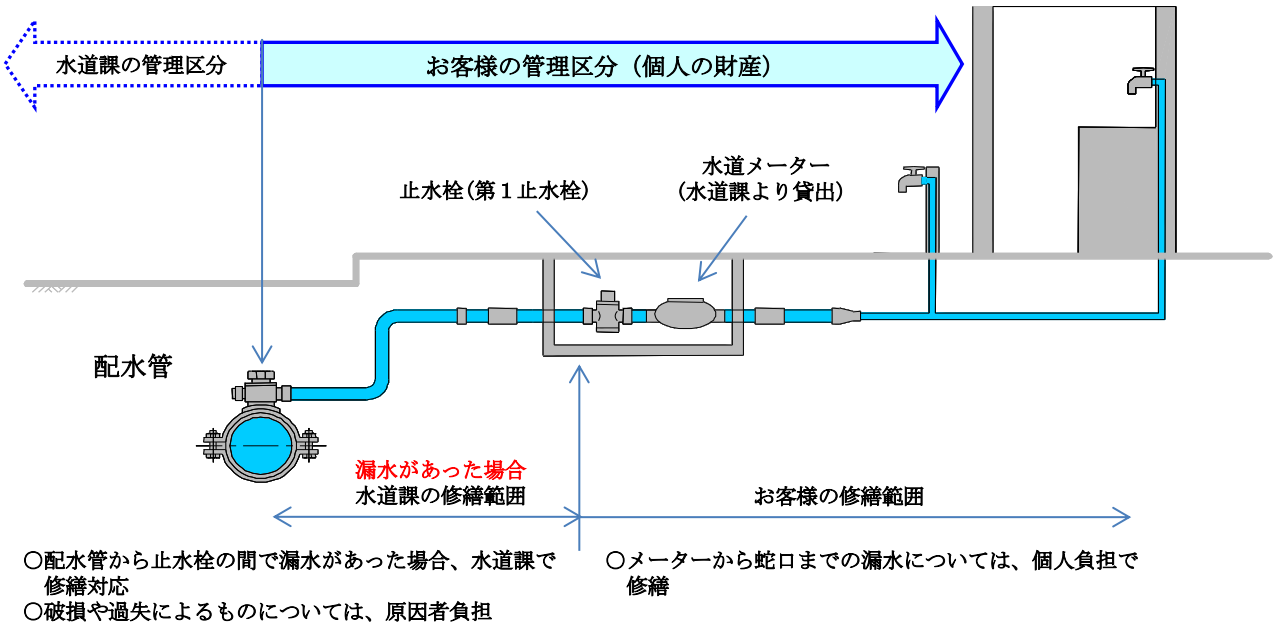 水道課の管理区分
お客様の管理区分（個人の財産）
水道メーター
（水道課より貸出）
止水栓（第１止水栓）
配水管
漏水があった場合
水道課の修繕範囲
お客様の修繕範囲
○配水管から止水栓の間で漏水があった場合、水道課で
修繕対応
○破損や過失によるものについては、原因者負担
○メーターから蛇口までの漏水については、個人負担で
修繕